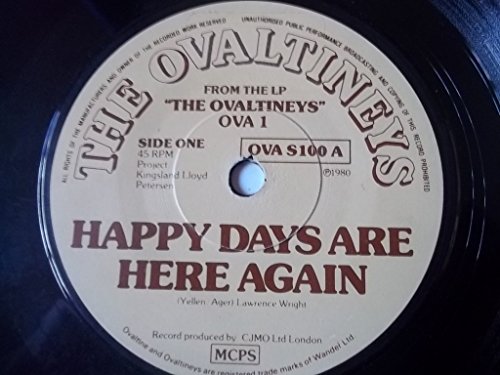 ALL RIGHTS OF THE MANUFACTURERS AND OWNER OF THE RECORDED WORK RESERVED
UNAUTHORISED PUBLIC PERFORMANCE BROADCASTING AND COPYING OF THIS RECORD PROHIBITED
THE OVALTINEYS
FROM THE LP
"THE OVALTINEYS"
OVA 1
SIDE ONE
45 RPM
Project
Kingsland Lloyd
Petersen
OVA S100 A
℗1980
HAPPY DAYS ARE
HERE AGAIN
(Yellen: Ager) Lawrence Wright
Record produced by CJMO Ltd London
MCPS
Ovaltine and Ovaltineys are registered trade marks of Wander Ltd